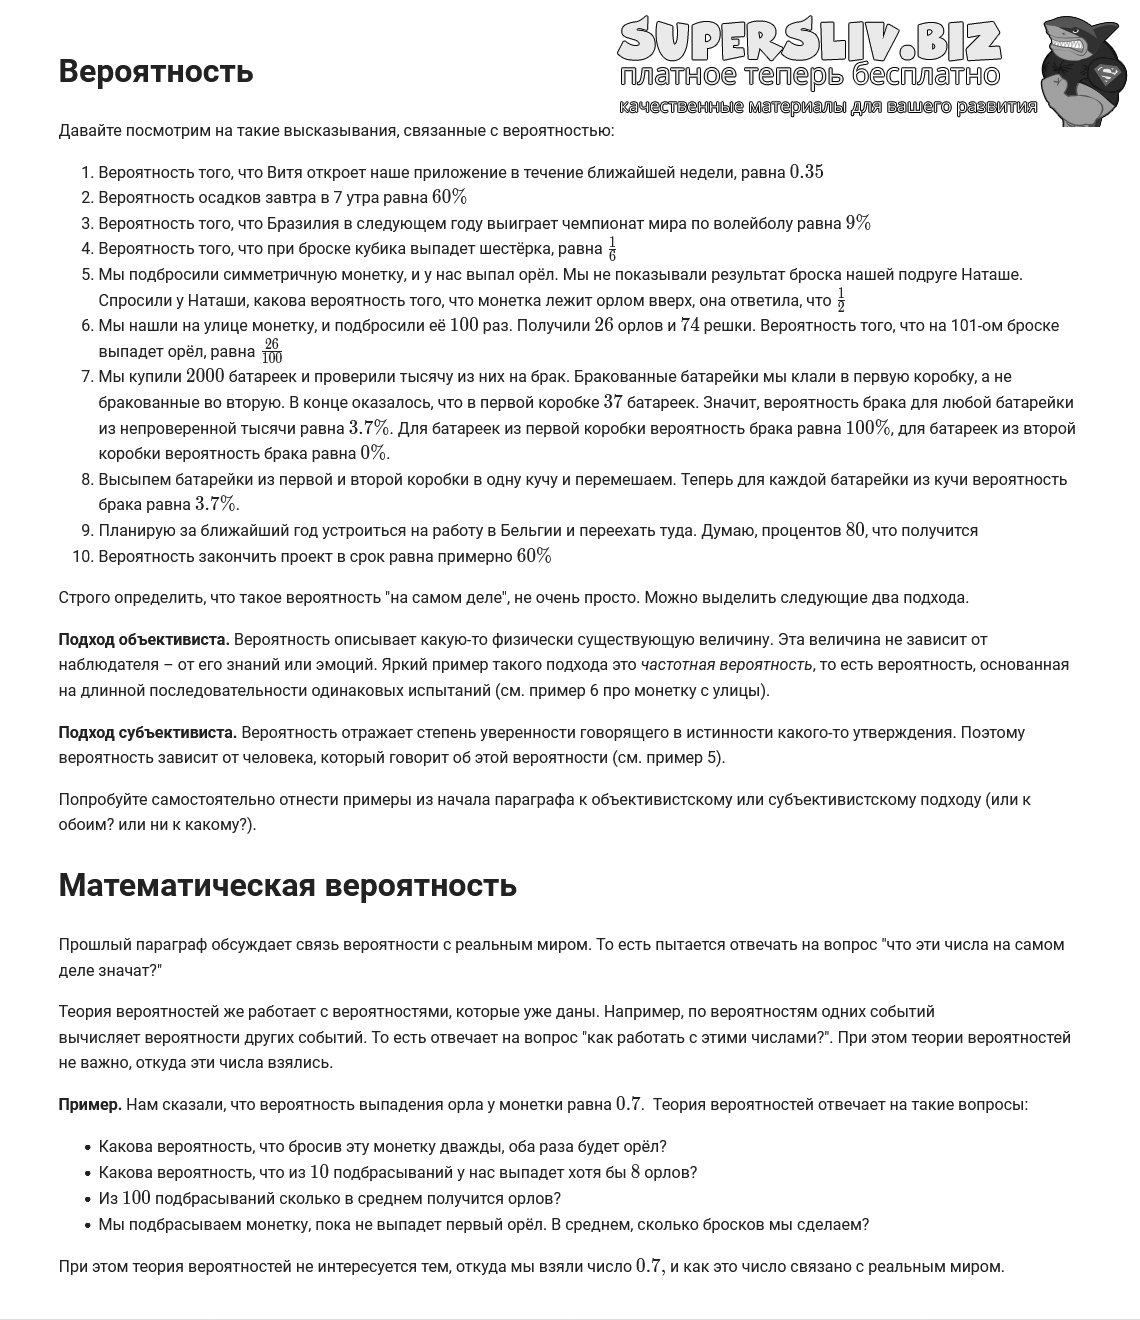 SUPERSLIV.BIZ
платное теперь бесплатно
качественные материалы для вашего развития
Вероятность
Давайте посмотрим на такие высказывания, связанные с вероятностью:
1. Вероятность того, что Витя откроет наше приложение в течение ближайшей недели, равна 0.35
2. Вероятность осадков завтра в 7 утра равна 60%
3. Вероятность того, что Бразилия в следующем году выиграет чемпионат мира по волейболу равна 9%
4. Вероятность того, что при броске кубика выпадет шестёрка, равна 1/6
5. Мы подбросили симметричную монетку, и у нас выпал орёл. Мы не показывали результат броска нашей подруге Наташе.
Спросили у Наташи, какова вероятность того, что монетка лежит орлом вверх, она ответила, что 1/2
6. Мы нашли на улице монетку, и подбросили её 100 раз. Получили 26 орлов и 74 решки. Вероятность того, что на 101-ом броске
выпадет орёл, равна 26/100
7. Мы купили 2000 батареек и проверили тысячу из них на брак. Бракованные батарейки мы клали в первую коробку, а не
бракованные во вторую. В конце оказалось, что в первой коробке 37 батареек. Значит, вероятность брака для любой батарейки
из непроверенной тысячи равна 3.7%. Для батареек из первой коробки вероятность брака равна 100%, для батареек из второй
коробки вероятность брака равна 0%.
8. Высыпем батарейки из первой и второй коробки в одну кучу и перемешаем. Теперь для каждой батарейки из кучи вероятность
брака равна 3.7%.
9. Планирую за ближайший год устроиться на работу в Бельгии и переехать туда. Думаю, процентов 80, что получится
10. Вероятность закончить проект в срок равна примерно 60%
Строго определить, что такое вероятность "на самом деле", не очень просто. Можно выделить следующие два подхода.
Подход объективиста. Вероятность описывает какую-то физически существующую величину. Эта величина не зависит от
наблюдателя – от его знаний или эмоций. Яркий пример такого подхода это частотная вероятность, то есть вероятность, основанная
на длинной последовательности одинаковых испытаний (см. пример 6 про монетку с улицы).
Подход субъективиста. Вероятность отражает степень уверенности говорящего в истинности какого-то утверждения. Поэтому
вероятность зависит от человека, который говорит об этой вероятности (см. пример 5).
Попробуйте самостоятельно отнести примеры из начала параграфа к объективистскому или субъективистскому подходу (или к
обоим? или ни к какому?).
Математическая вероятность
Прошлый параграф обсуждает связь вероятности с реальным миром. То есть пытается отвечать на вопрос "что эти числа на самом
деле значат?"
Теория вероятностей же работает с вероятностями, которые уже даны. Например, по вероятностям одних событий
вычисляет вероятности других событий. То есть отвечает на вопрос "как работать с этими числами?". При этом теории вероятностей
не важно, откуда эти числа взялись.
Пример. Нам сказали, что вероятность выпадения орла у монетки равна 0.7. Теория вероятностей отвечает на такие вопросы:
• Какова вероятность, что бросив эту монетку дважды, оба раза будет орёл?
• Какова вероятность, что из 10 подбрасываний у нас выпадет хотя бы 8 орлов?
• Из 100 подбрасываний сколько в среднем получится орлов?
• Мы подбрасываем монетку, пока не выпадет первый орёл. В среднем, сколько бросков мы сделаем?
При этом теория вероятностей не интересуется тем, откуда мы взяли число 0.7, и как это число связано с реальным миром.